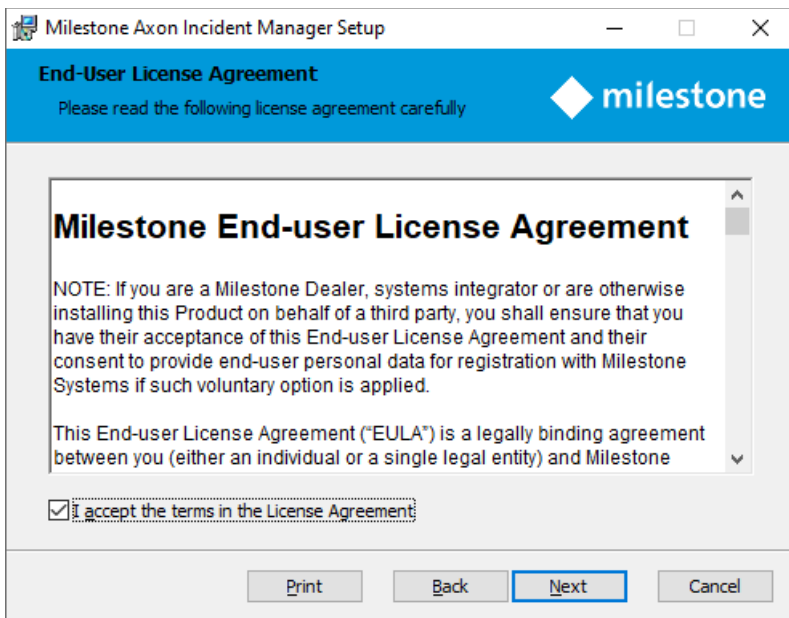 Milestone Axon Incident Manager Setup
End-User License Agreement
Please read the following license agreement carefully
milestone
Milestone End-user License Agreement
NOTE: If you are a Milestone Dealer, systems integrator or are otherwise
installing this Product on behalf of a third party, you shall ensure that you
have their acceptance of this End-user License Agreement and their
consent to provide end-user personal data for registration with Milestone
Systems if such voluntary option is applied.
This End-user License Agreement (“EULA”) is a legally binding agreement
between you (either an individual or a single legal entity) and Milestone
I accept the terms in the License Agreement
Print Back Next Cancel